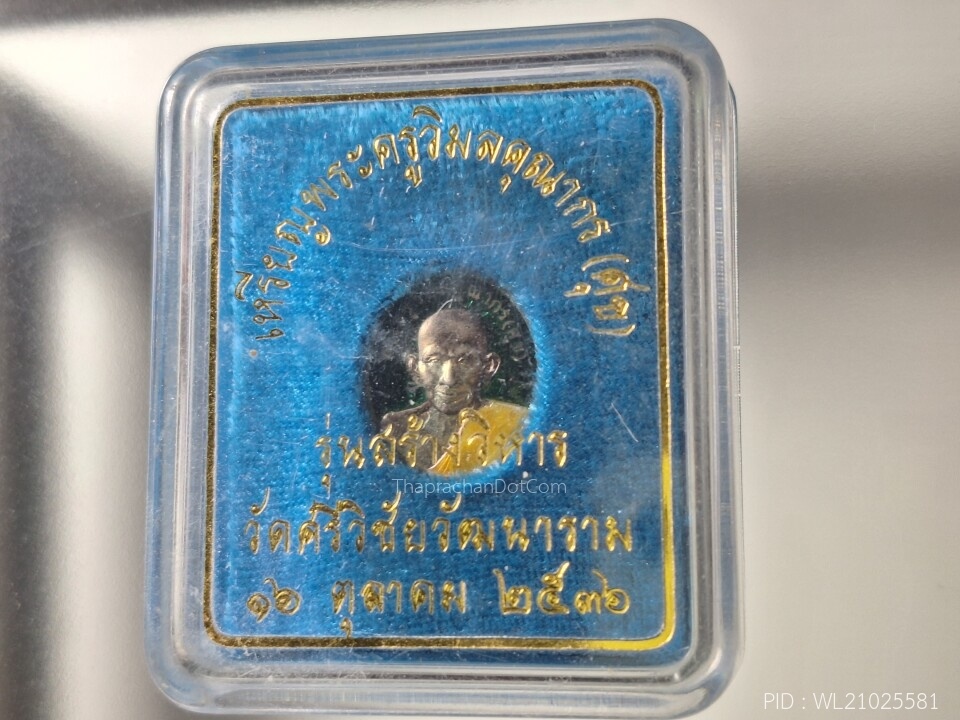 เหรียญพระครูวิมลคุณากร (ศุข)
รุ่นสร้างวิหาร
ThaprachanDotCom
วัดศรีวิชัยวัฒนาราม
๑๖ ตุลาคม ๒๕๓๖
PID : WL21025581